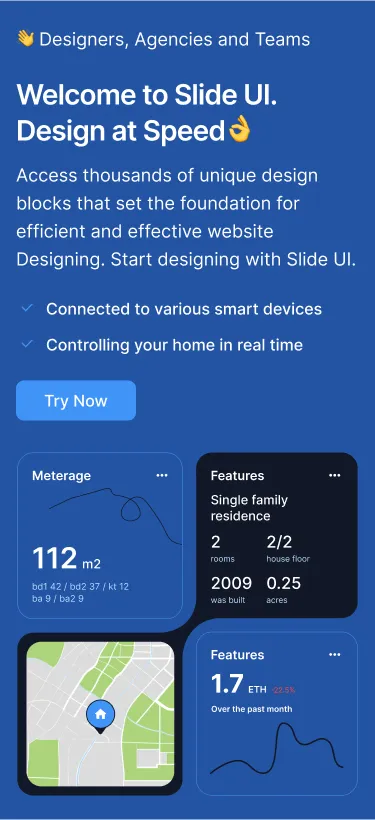 👋 Designers, Agencies and Teams
Welcome to Slide UI.
Design at Speed👌
Access thousands of unique design
blocks that set the foundation for
efficient and effective website
Designing. Start designing with Slide UI.
Connected to various smart devices
Controlling your home in real time
Try Now
Meterage
112 m2
bd1 42 / bd2 37 / kt 12
ba 9 / ba2 9
Features
Single family
residence
2 2/2
rooms house floor
2009 0.25
was built acres
Features
1.7 ETH -22.5%
Over the past month